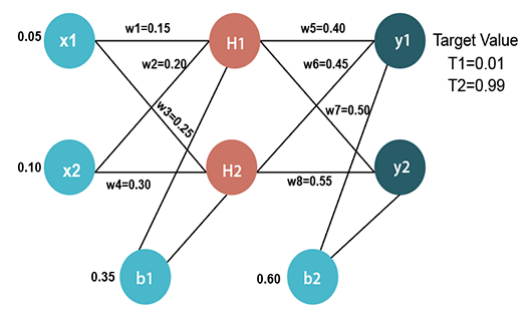 0.05
x1
w1=0.15
H1
w5=0.40
y1
Target Value
T1=0.01
T2=0.99
w2=0.20
w6=0.45
w3=0.25
w7=0.50
0.10
x2
w4=0.30
H2
w8=0.55
y2
0.35
b1
0.60
b2